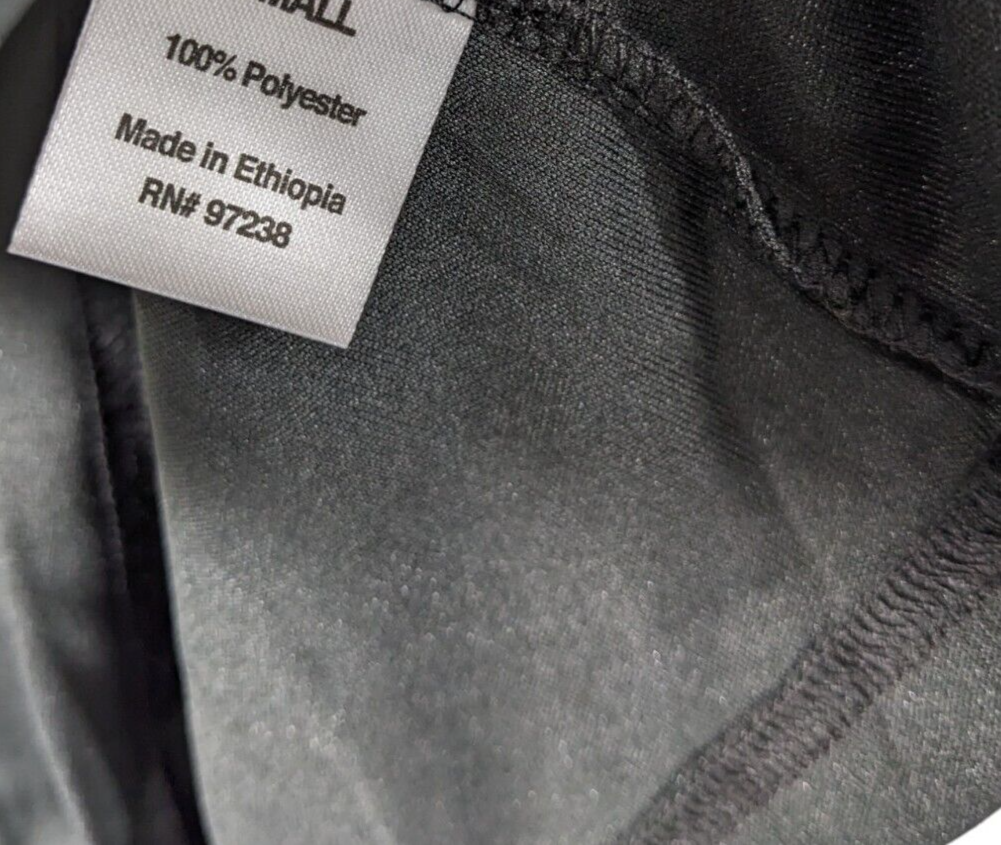 100% Polyester
Made in Ethiopia
RN# 97238